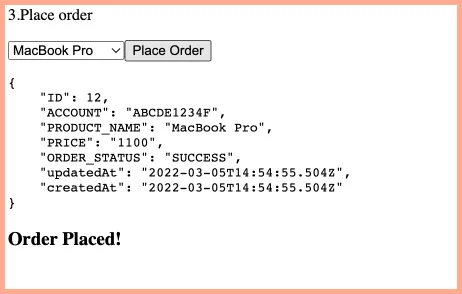 3.Place order
MacBook Pro Place Order
{
    "ID": 12,
    "ACCOUNT": "ABCDE1234F",
    "PRODUCT_NAME": "MacBook Pro",
    "PRICE": "1100",
    "ORDER_STATUS": "SUCCESS",
    "updatedAt": "2022-03-05T14:54:55.504Z",
    "createdAt": "2022-03-05T14:54:55.504Z"
}
Order Placed!